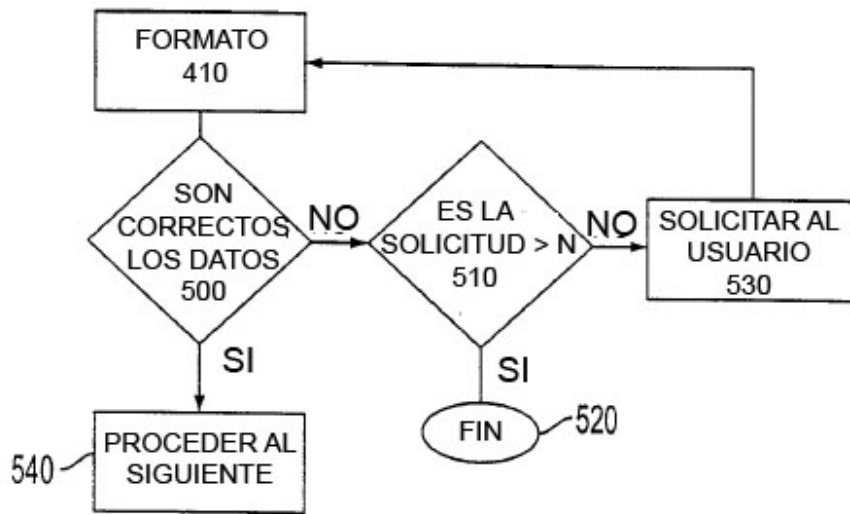 FORMATO
410
SON
CORRECTOS
LOS DATOS
500
NO
ES LA
SOLICITUD > N
510
NO
SOLICITAR AL
USUARIO
530
SI
SI
PROCEDER AL
SIGUIENTE
540
FIN
520